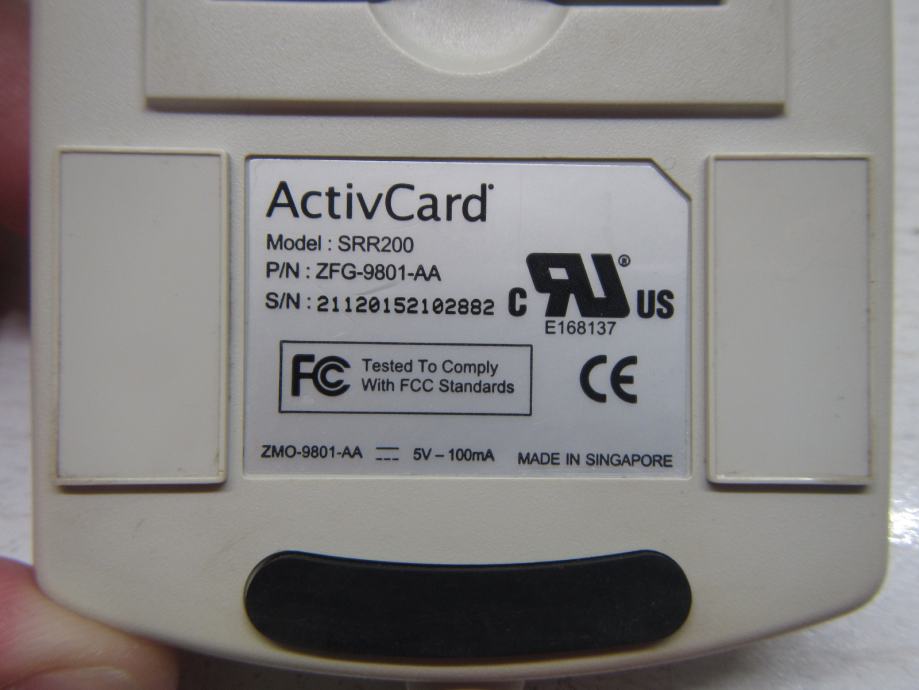 ActivCard
Model : SRR200
P/N : ZFG-9801-AA
S/N : 21120152102882
C RU ® US
E168137
FC Tested To Comply
With FCC Standards
CE
ZMO-9801-AA 5V – 100mA MADE IN SINGAPORE